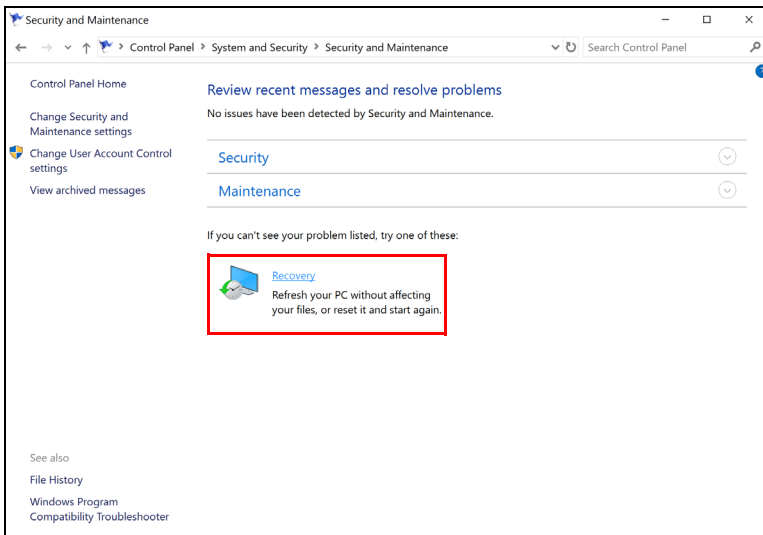 Security and Maintenance
Control Panel > System and Security > Security and Maintenance
Search Control Panel
Control Panel Home
Change Security and
Maintenance settings
Change User Account Control
settings
View archived messages
Review recent messages and resolve problems
No issues have been detected by Security and Maintenance.
Security
Maintenance
If you can't see your problem listed, try one of these:
Recovery
Refresh your PC without affecting
your files, or reset it and start again.
See also
File History
Windows Program
Compatibility Troubleshooter